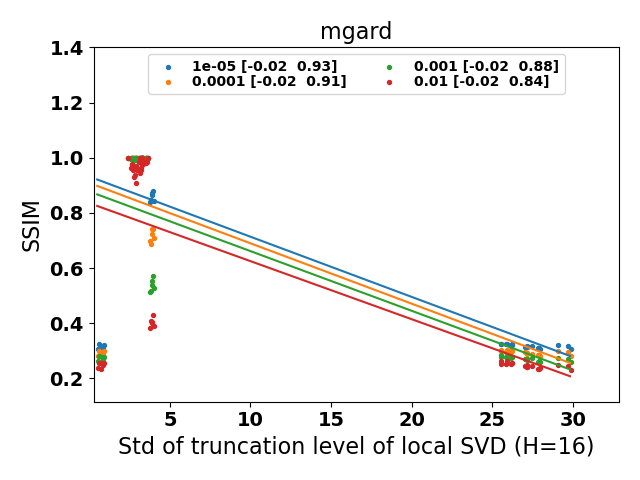 mgard
1.4
1e-05 [-0.02  0.93]
0.001 [-0.02  0.88]
0.0001 [-0.02  0.91]
0.01 [-0.02  0.84]
1.2
1.0
0.8
0.6
0.4
0.2
SSIM
5 10 15 20 25 30
Std of truncation level of local SVD (H=16)